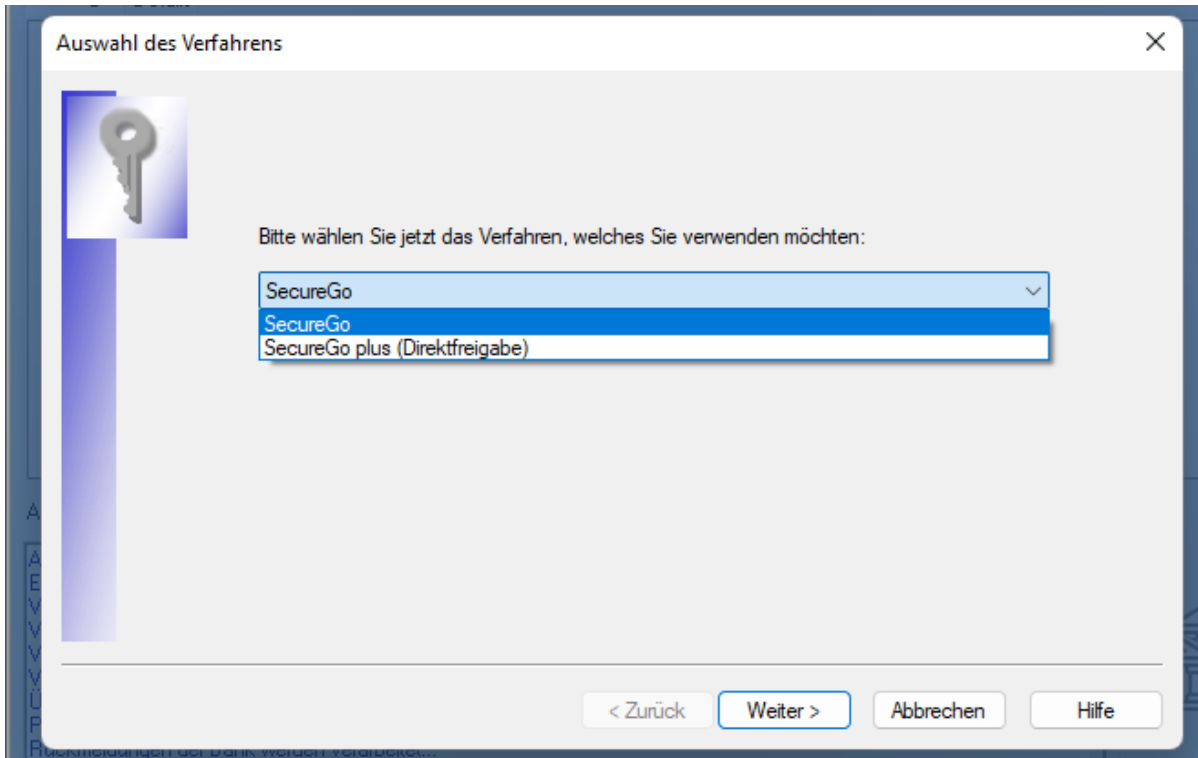 Auswahl des Verfahrens
Bitte wählen Sie jetzt das Verfahren, welches Sie verwenden möchten:
SecureGo
SecureGo
SecureGo plus (Direktfreigabe)
< Zurück
Weiter >
Abbrechen
Hilfe